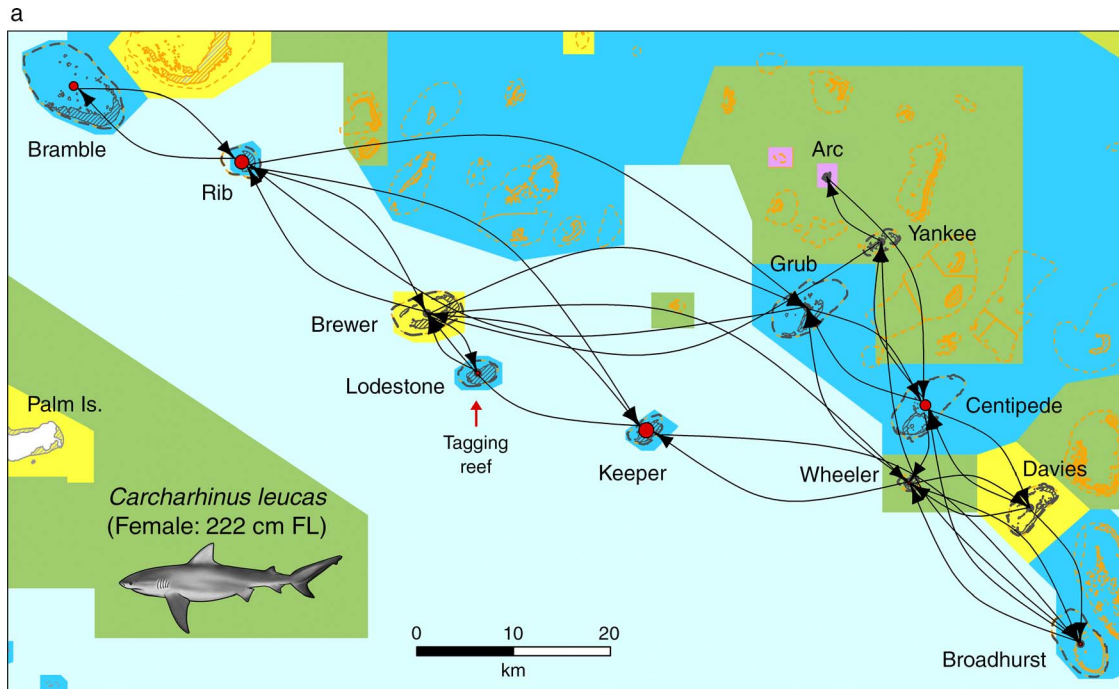 a
Bramble
Rib
Arc
Yankee
Grub
Brewer
Lodestone
Tagging
reef
Keeper
Centipede
Palm Is.
Wheeler
Davies
Carcharhinus leucas
(Female: 222 cm FL)
0 10 20
km
Broadhurst